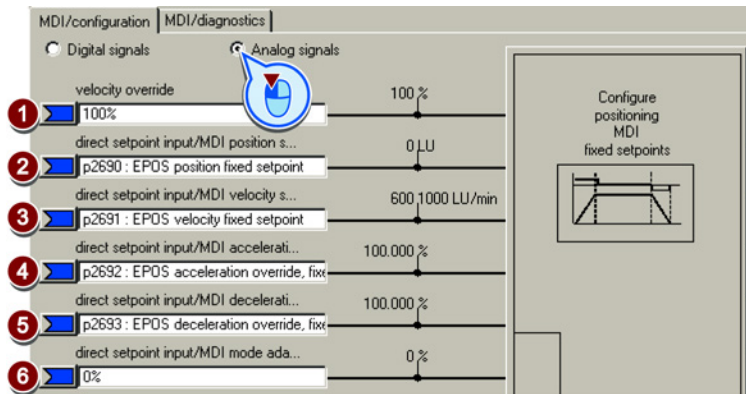 MDI/configuration MDI/diagnostics
Digital signals Analog signals
velocity override 100 %
1 100%
direct setpoint input/MDI position s... 0 LU
2 p2690 : EPOS position fixed setpoint
direct setpoint input/MDI velocity s... 600 1000 LU/min
3 p2691 : EPOS velocity fixed setpoint
direct setpoint input/MDI accelerati... 100.000 %
4 p2692 : EPOS acceleration override, fixe
direct setpoint input/MDI decelerati... 100.000 %
5 p2693 : EPOS deceleration override, fixe
direct setpoint input/MDI mode ada... 0 %
6 0%
Configure
positioning
MDI
fixed setpoints